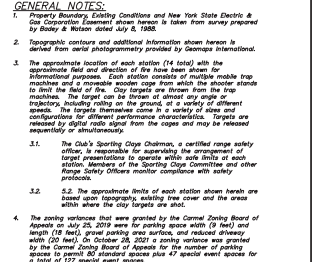 GENERAL NOTES:
1. Property Boundary, Existing Conditions and New York State Electric &
Gas Corporation Easement shown hereon is taken from survey prepared
by Badey & Watson dated July 8, 1988.
2. Topographic contours and additional information shown hereon is
derived from aerial photogrammetry provided by Geomaps International.
3. The approximate location of each station (14 total) with the
approximate field and direction of fire have been shown for
informational purposes. Each station consists of multiple mobile trap
machines and a moveable wooden cage from which the shooter stands
to limit the field of fire. Clay targets are thrown from the trap
machines. The target can be thrown at almost any angle or
trajectory, including rolling on the ground, at a variety of different
speeds. The targets themselves come in a variety of sizes and
configurations for different performance characteristics. Targets are
released by digital radio signal from the cages and may be released
sequentially or simultaneously.
3.1. The Club's Sporting Clays Chairman, a certified range safety
officer, is responsible for supervising the arrangement of
target presentations to operate within safe limits at each
station. Members of the Sporting Clays Committee and other
Range Safety Officers monitor compliance with safety
protocols.
3.2. 5.2. The approximate limits of each station shown herein are
based upon topography, existing tree cover and the areas
within where the clay targets are shot.
4. The zoning variances that were granted by the Carmel Zoning Board of
Appeals on July 25, 2019 were for parking space width (9 feet) and
length (18 feet), gravel parking area surface, and reduced driveway
width (20 feet). On October 28, 2021 a zoning variance was granted
by the Carmel Zoning Board of Appeals for the number of parking
spaces to permit 80 standard spaces plus 47 special event spaces for
a total of 127 special event spaces.